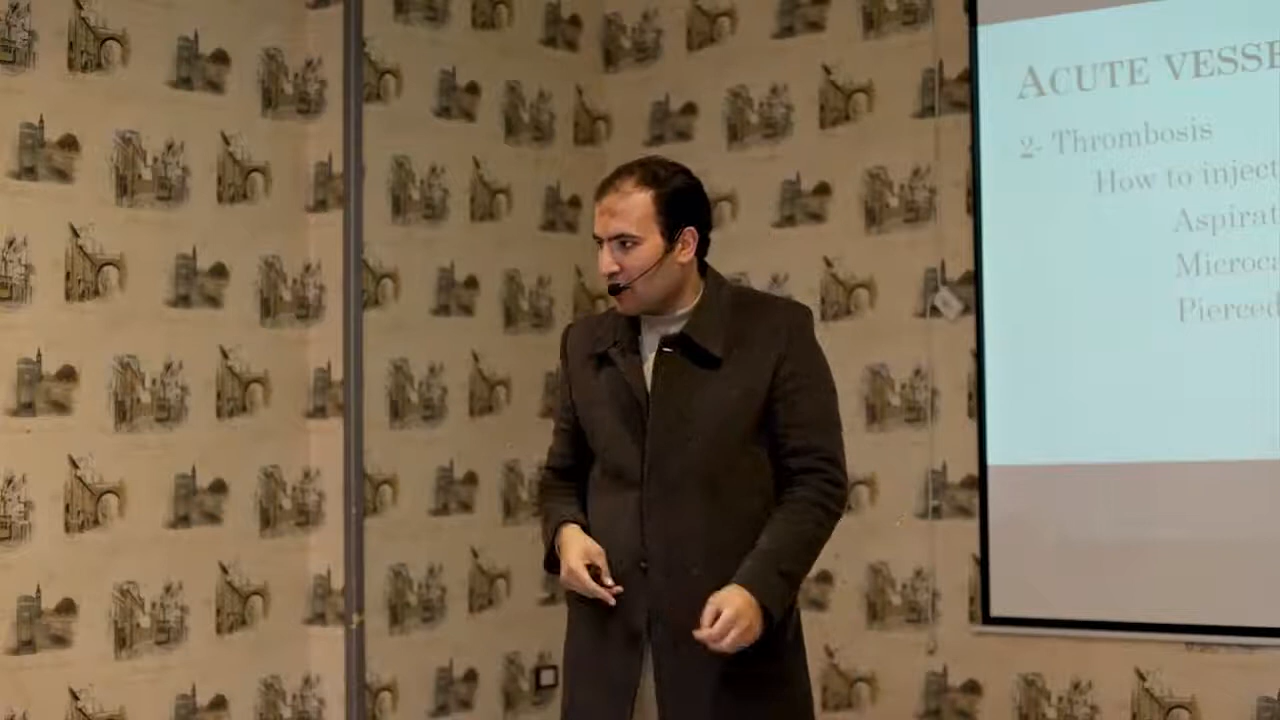 ACUTE VESSE
2- Thrombosis
How to inject
Aspirat
Microca
Pierced